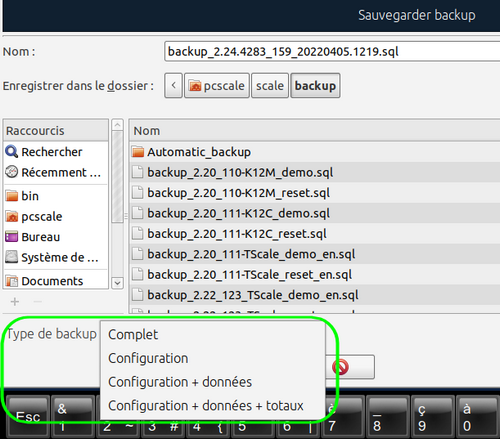 Sauvegarder backup
Nom : backup_2.24.4283_159_20220405.1219.sql
Enregistrer dans le dossier : < pcscale scale backup
Raccourcis
Rechercher
Récemment ...
bin
pcscale
Bureau
Système de ...
Documents
+ −
Nom
Automatic_backup
backup_2.20_110-K12M_demo.sql
backup_2.20_110-K12M_reset.sql
backup_2.20_111-K12C_demo.sql
backup_2.20_111-K12C_reset.sql
backup_2.20_111-TScale_demo_en.sql
backup_2.20_111-TScale_reset_en.sql
backup_2.22_123_TScale_demo_en.sql
Type de backup
Complet
Configuration
Configuration + données
Configuration + données + totaux
Esc & 1 2 3 # 4 { 5 6 | è 7 _ 8 ç 9 à 0